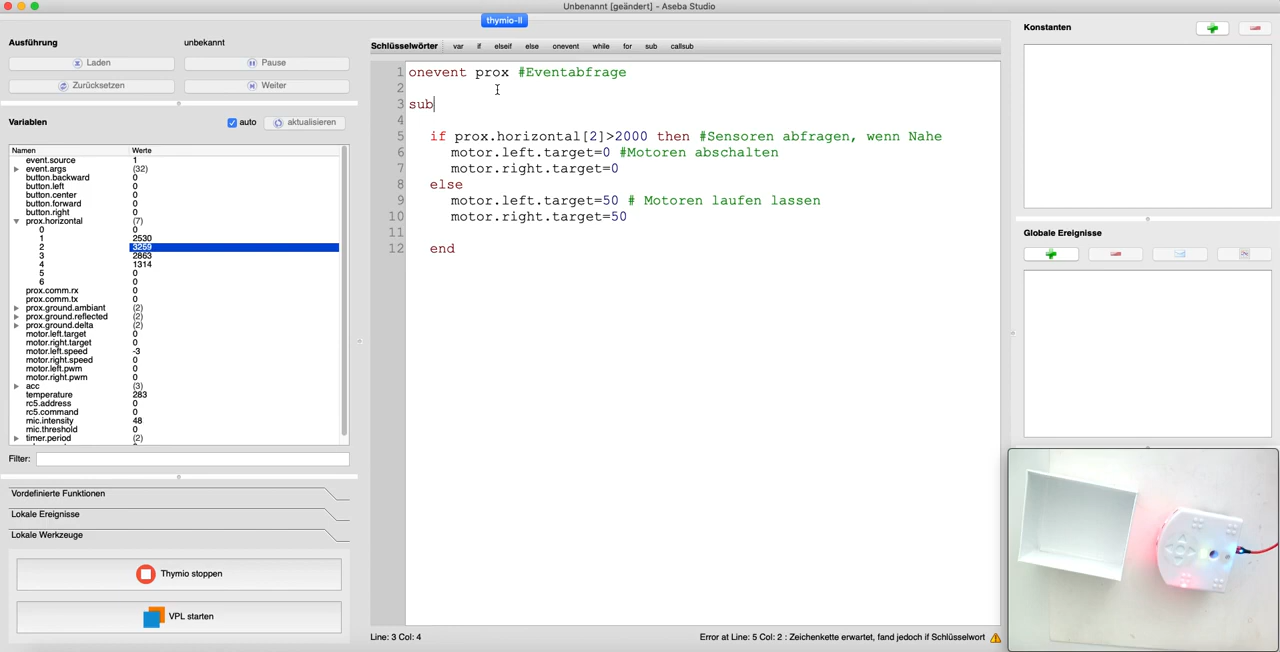 Unbenannt [geändert] - Aseba Studio
thymio-II
Ausführung
unbekannt
Laden
Pause
Zurücksetzen
Weiter
Variablen
auto
aktualisieren
Namen Werte
event.source 1
event.args (32)
button.backward 0
button.left 0
button.center 0
button.forward 0
button.right 0
prox.horizontal (7)
0 0
1 2530
2 3259
3 2863
4 1314
5 0
6 0
prox.comm.rx 0
prox.comm.tx 0
prox.ground.ambiant (2)
prox.ground.reflected (2)
prox.ground.delta (2)
motor.left.target 0
motor.right.target 0
motor.left.speed -3
motor.right.speed 0
motor.left.pwm 0
motor.right.pwm 0
acc (3)
temperature 283
rc5.address 0
rc5.command 0
mic.intensity 48
mic.threshold 0
timer.period (2)
Filter:
Vordefinierte Funktionen
Lokale Ereignisse
Lokale Werkzeuge
Thymio stoppen
VPL starten
Schlüsselwörter var if elseif else onevent while for sub callsub
1 onevent prox #Eventabfrage
2
3 sub
4
5 if prox.horizontal[2]>2000 then #Sensoren abfragen, wenn Nahe
6 motor.left.target=0 #Motoren abschalten
7 motor.right.target=0
8 else
9 motor.left.target=50 # Motoren laufen lassen
10 motor.right.target=50
11
12 end
Line: 3 Col: 4
Error at Line: 5 Col: 2 : Zeichenkette erwartet, fand jedoch if Schlüsselwort
Konstanten
Globale Ereignisse